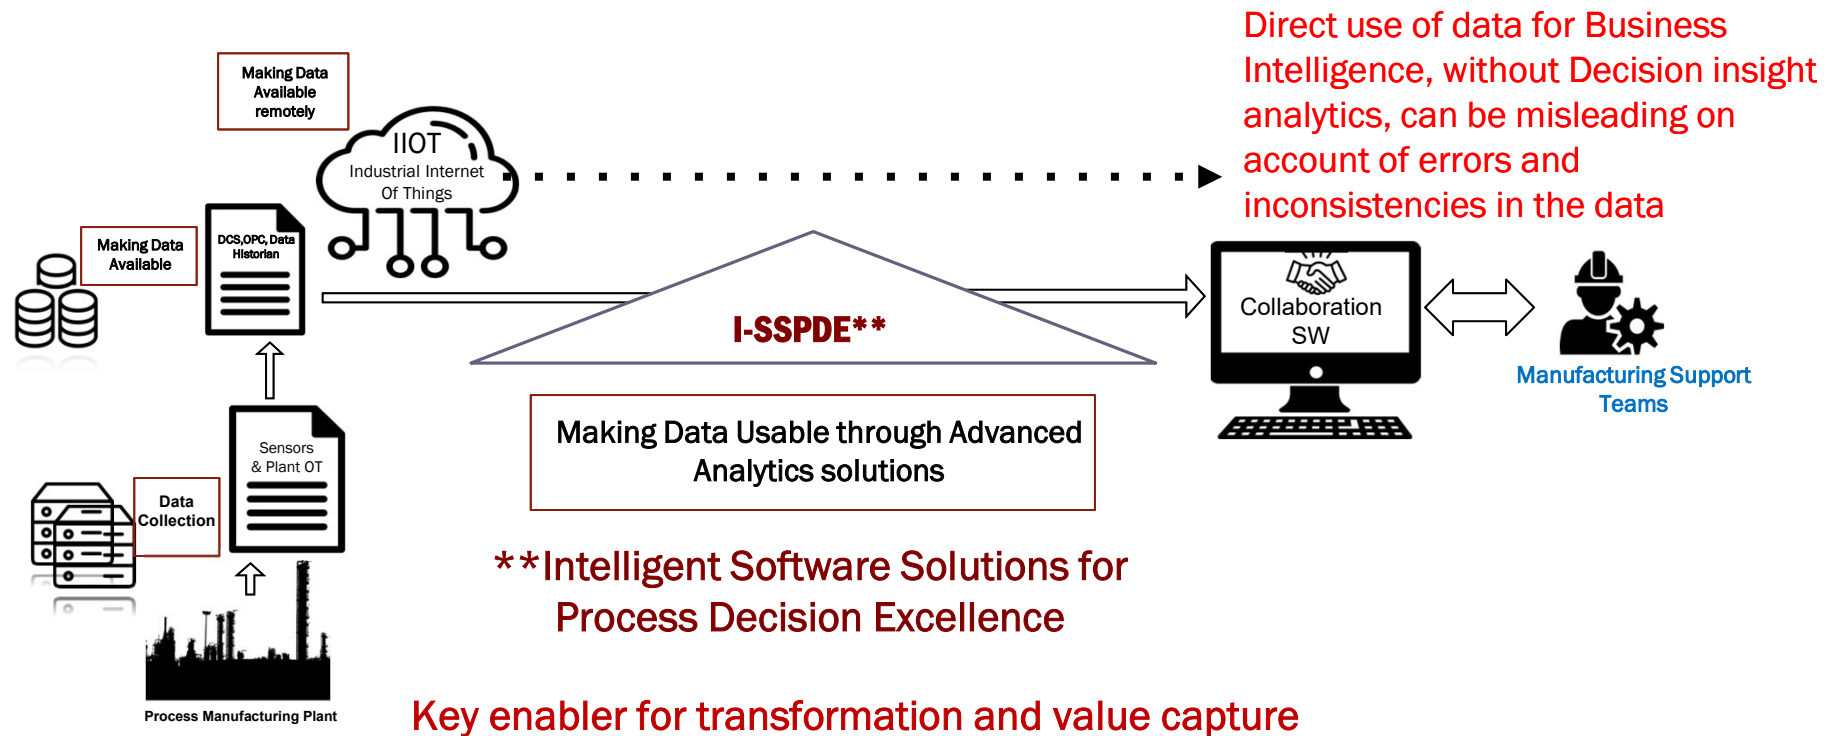 Direct use of data for Business
Intelligence, without Decision insight
analytics, can be misleading on
account of errors and
inconsistencies in the data
Making Data
Available
remotely
IIOT
Industrial Internet
Of Things
Making Data
Available
DCS,OPC, Data
Historian
I-SSPDE**
Collaboration
SW
Manufacturing Support
Teams
Making Data Usable through Advanced
Analytics solutions
Sensors
& Plant OT
Data
Collection
**Intelligent Software Solutions for
Process Decision Excellence
Process Manufacturing Plant
Key enabler for transformation and value capture